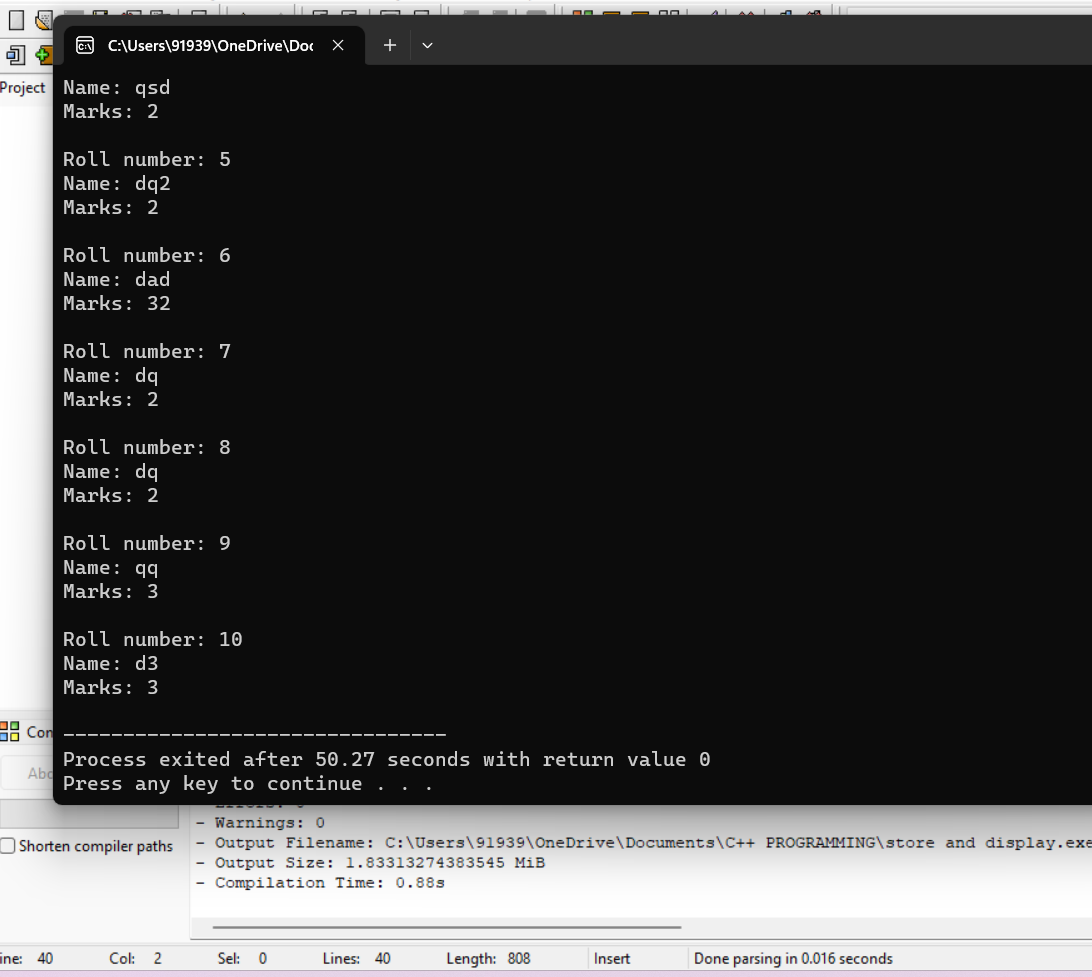 C:\Users\91939\OneDrive\Doc
Project
Name: qsd
Marks: 2
Roll number: 5
Name: dq2
Marks: 2
Roll number: 6
Name: dad
Marks: 32
Roll number: 7
Name: dq
Marks: 2
Roll number: 8
Name: dq
Marks: 2
Roll number: 9
Name: qq
Marks: 3
Roll number: 10
Name: d3
Marks: 3
--------------------------------
Process exited after 50.27 seconds with return value 0
Press any key to continue . . .
Con
Abo
- Errors: 0
- Warnings: 0
Shorten compiler paths
- Output Filename: C:\Users\91939\OneDrive\Documents\C++ PROGRAMMING\store and display.exe
- Output Size: 1.83313274383545 MiB
- Compilation Time: 0.88s
ine: 40 Col: 2 Sel: 0 Lines: 40 Length: 808 Insert Done parsing in 0.016 seconds